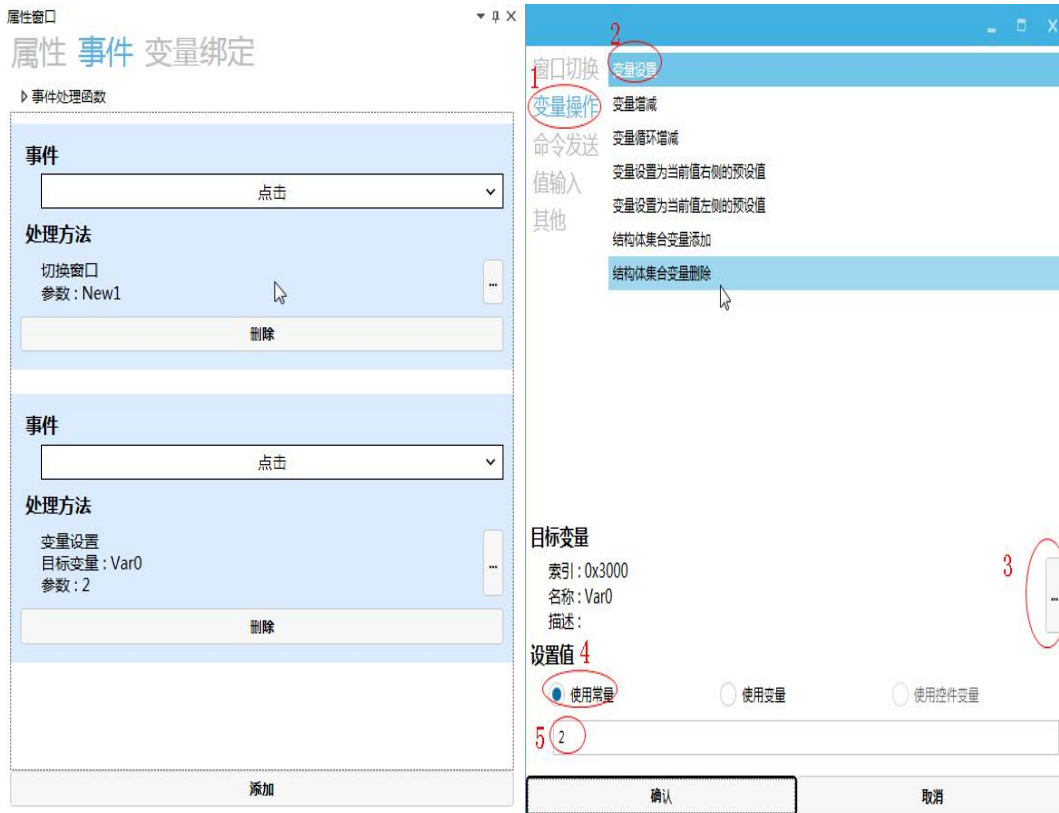 属性窗口
属性 事件 变量绑定
事件处理函数
事件
点击
处理方法
切换窗口
参数 : New1
...
删除
事件
点击
处理方法
变量设置
目标变量 : Var0
参数 : 2
...
删除
添加
2
窗口切换
变量设置
1
变量操作
变量增减
命令发送
变量循环增减
值输入
变量设置为当前值右侧的预设值
其他
变量设置为当前值左侧的预设值
结构体集合变量添加
结构体集合变量删除
目标变量
索引 : 0x3000
名称 : Var0
描述 :
3
...
设置值 4
使用常量 使用变量 使用控件变量
5 2
确认 取消